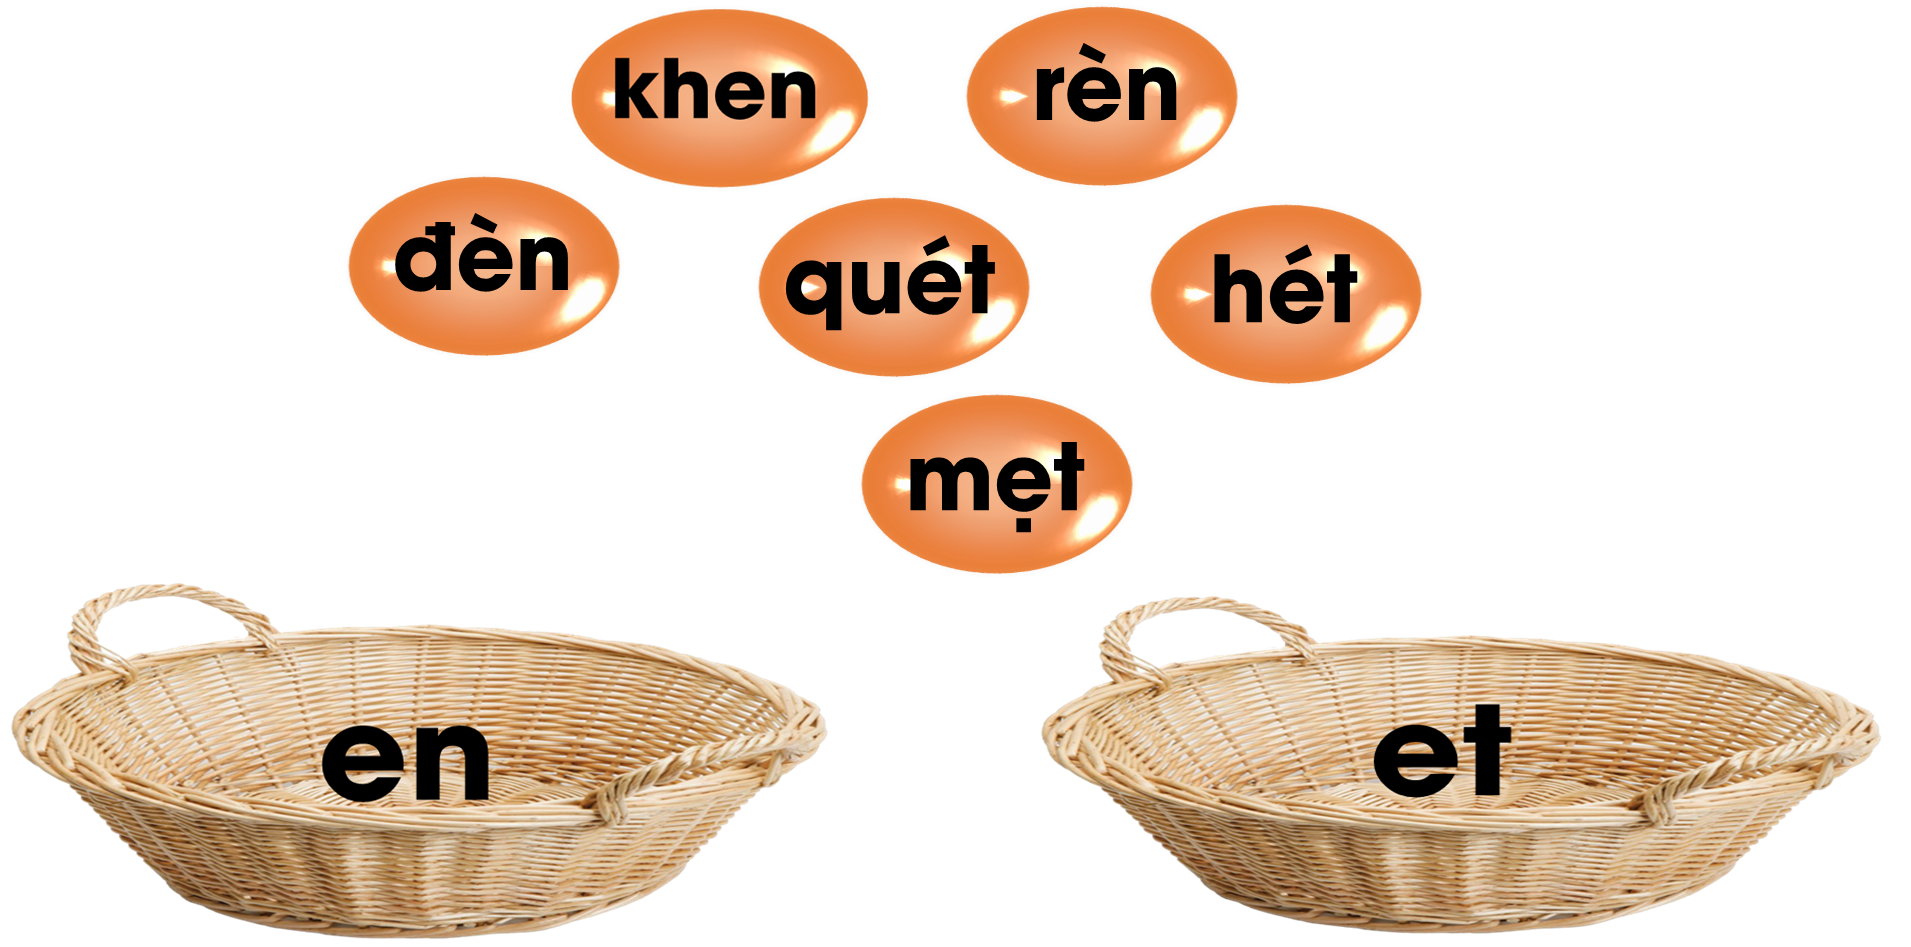 khen
rèn
đèn
quét
hét
mẹt
en
et